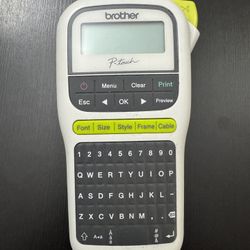 brother
P-touch
Menu Clear Print
Esc OK Preview
Font Size Style Frame Cable
1 2 3 4 5 6 7 8 9 0
Q W E R T Y U I O P
A S D F G H J K L -
Z X C V B N M , .